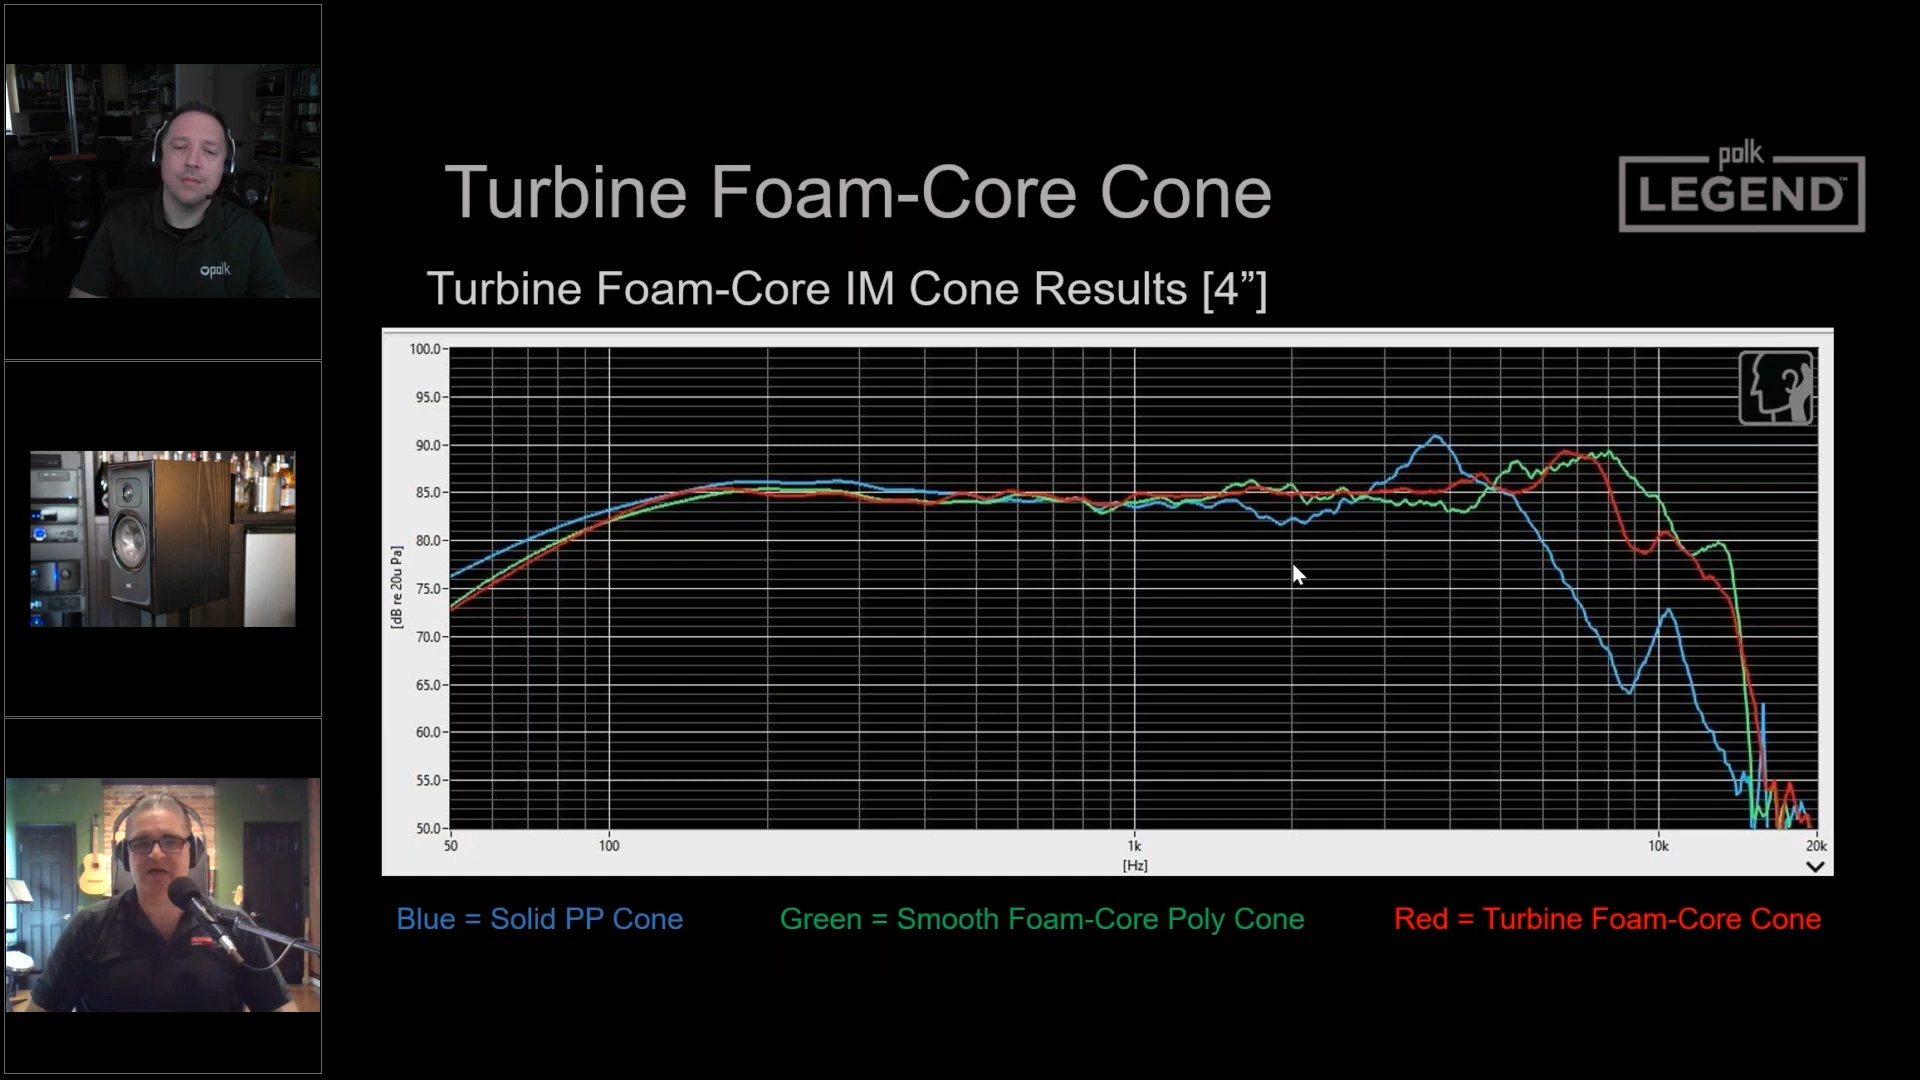 polk
Turbine Foam-Core Cone
polk
LEGEND™
Turbine Foam-Core IM Cone Results [4”]
100.0
95.0
90.0
85.0
80.0
75.0
70.0
65.0
60.0
55.0
50.0
[dB re 20u Pa]
50
100
1k
10k
20k
[Hz]
Blue = Solid PP Cone
Green = Smooth Foam-Core Poly Cone
Red = Turbine Foam-Core Cone